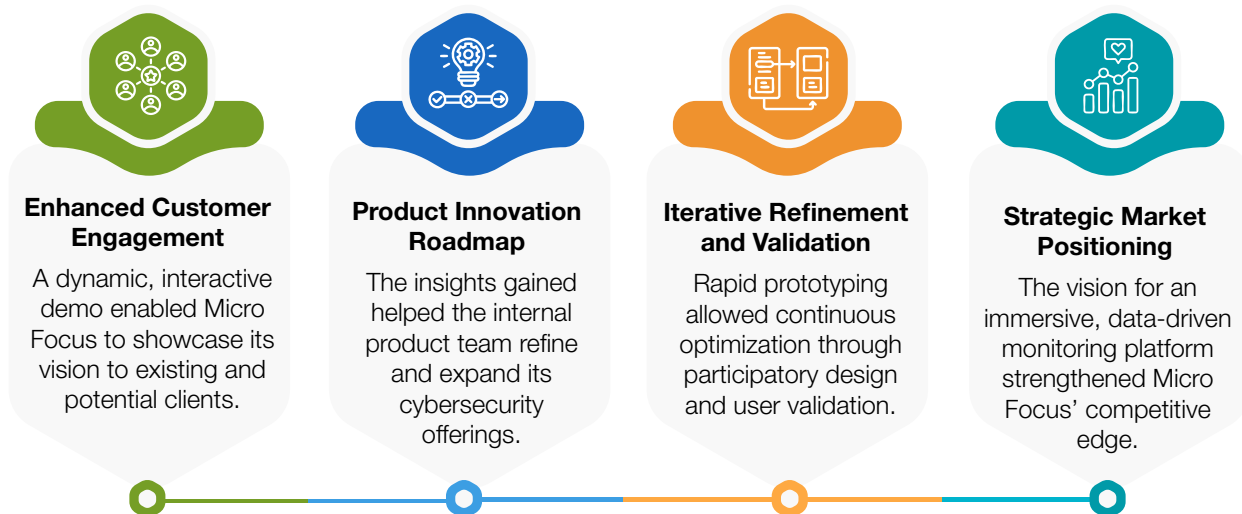 Enhanced Customer
Engagement
A dynamic, interactive
demo enabled Micro
Focus to showcase its
vision to existing and
potential clients.
Product Innovation
Roadmap
The insights gained
helped the internal
product team refine
and expand its
cybersecurity
offerings.
Iterative Refinement
and Validation
Rapid prototyping
allowed continuous
optimization through
participatory design
and user validation.
Strategic Market
Positioning
The vision for an
immersive, data-driven
monitoring platform
strengthened Micro
Focus’ competitive
edge.